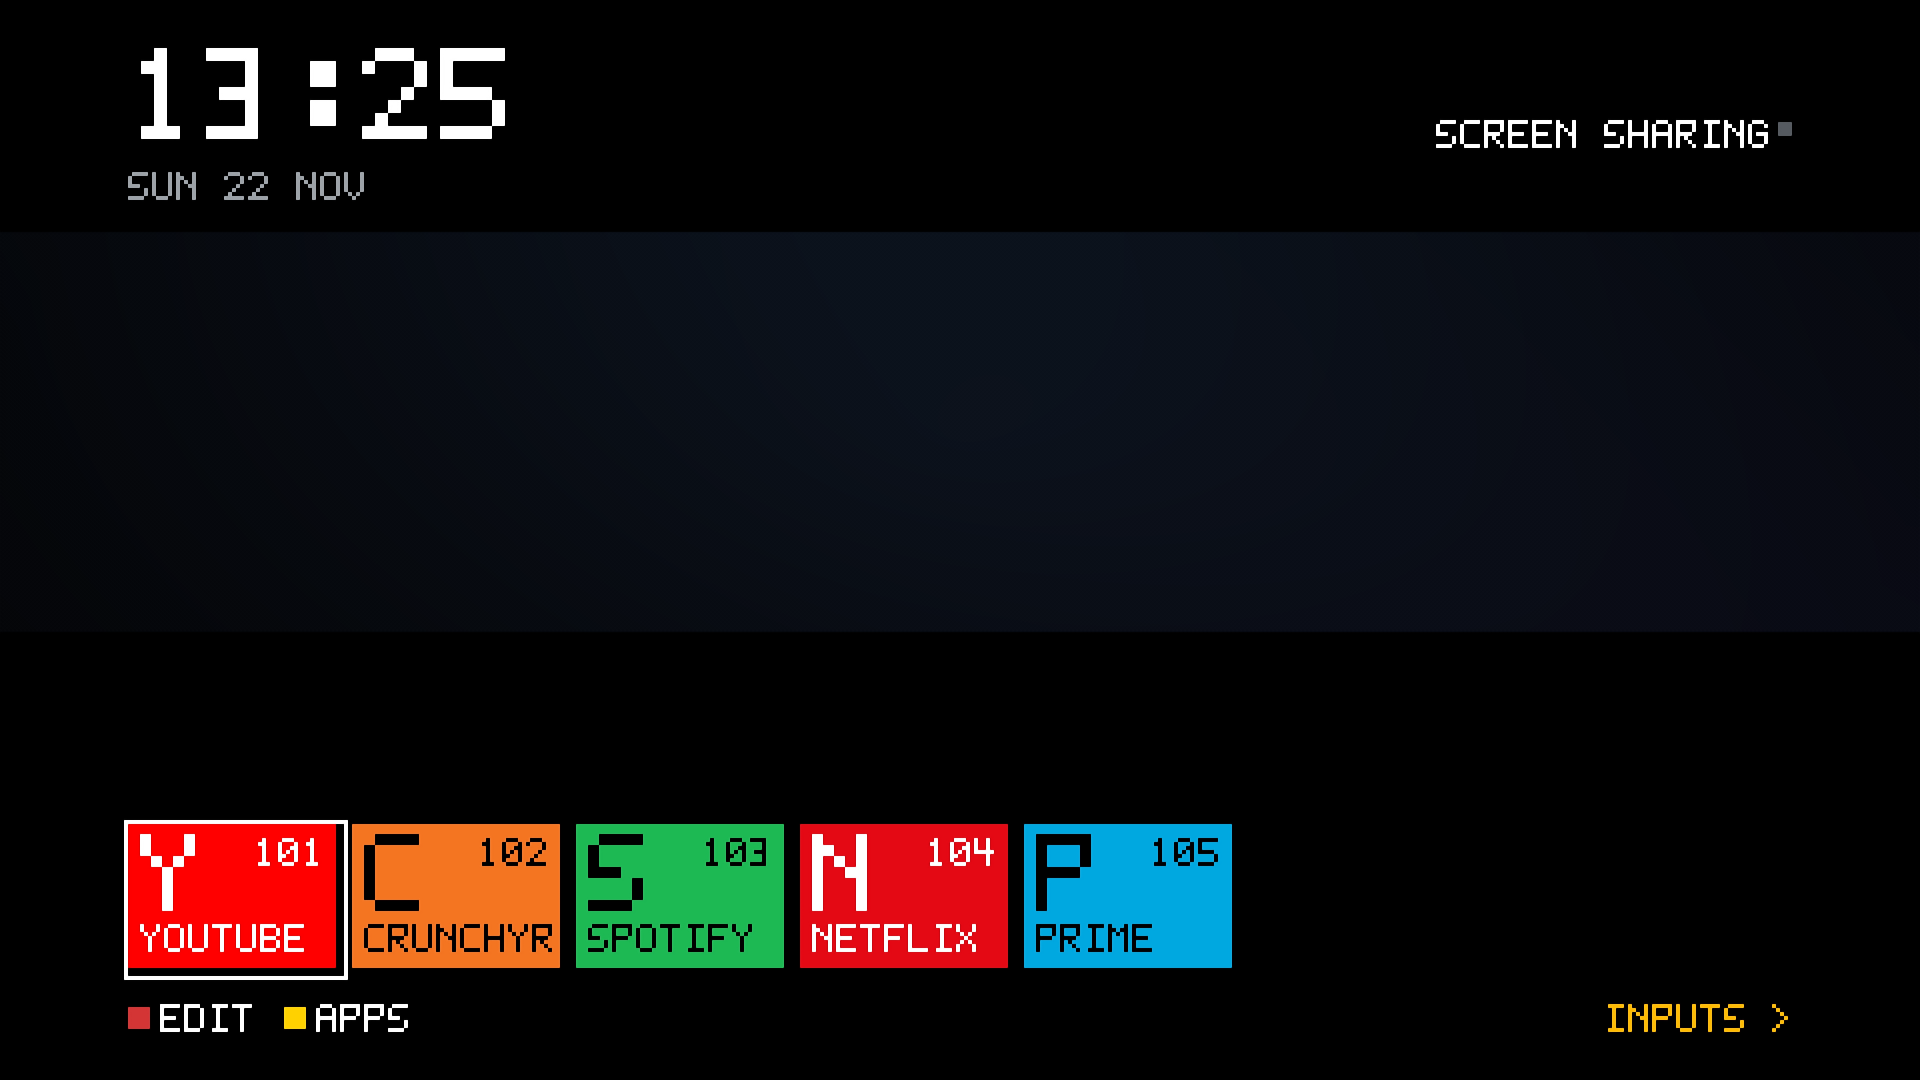 13:25
SUN 22 NOV
SCREEN SHARING
Y 101
YOUTUBE
C 102
CRUNCHYR
S 103
SPOTIFY
N 104
NETFLIX
P 105
PRIME
EDIT APPS
INPUTS >